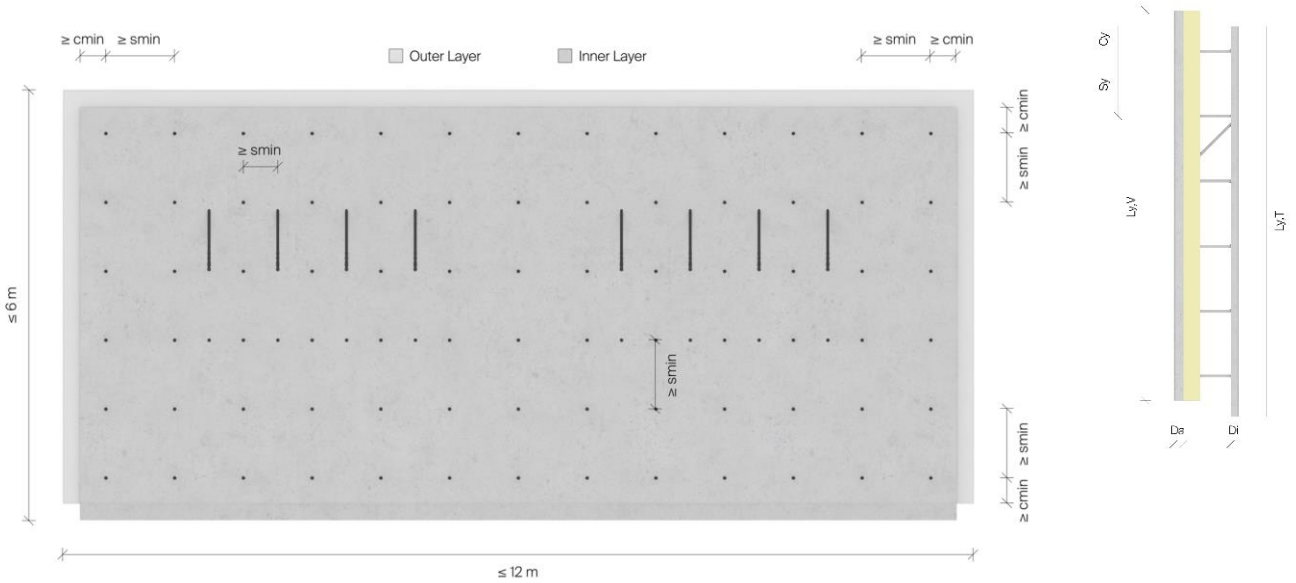 ≥ cmin ≥ smin
Outer Layer
Inner Layer
≥ smin ≥ cmin
≥ smin
≥ cmin
≥ smin
≥ smin
≥ smin
≥ cmin
≤ 6 m
≤ 12 m
Cy
Sy
Ly,V
Ly,T
Da
Di